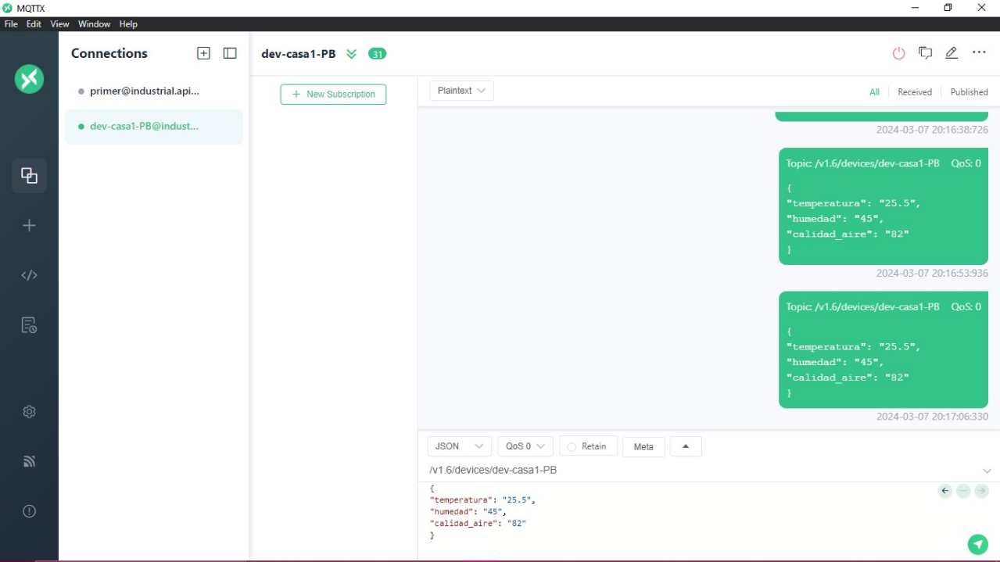 MQTTX
File Edit View Window Help
Connections
dev-casa1-PB 31
primer@industrial.api...
dev-casa1-PB@indust...
+ New Subscription
Plaintext
All Received Published
2024-03-07 20:16:38:726
Topic: /v1.6/devices/dev-casa1-PB QoS: 0
{
"temperatura": "25.5",
"humedad": "45",
"calidad_aire": "82"
}
2024-03-07 20:16:53:936
Topic: /v1.6/devices/dev-casa1-PB QoS: 0
{
"temperatura": "25.5",
"humedad": "45",
"calidad_aire": "82"
}
2024-03-07 20:17:06:330
JSON QoS 0 Retain Meta
/v1.6/devices/dev-casa1-PB
{
"temperatura": "25.5",
"humedad": "45",
"calidad_aire": "82"
}